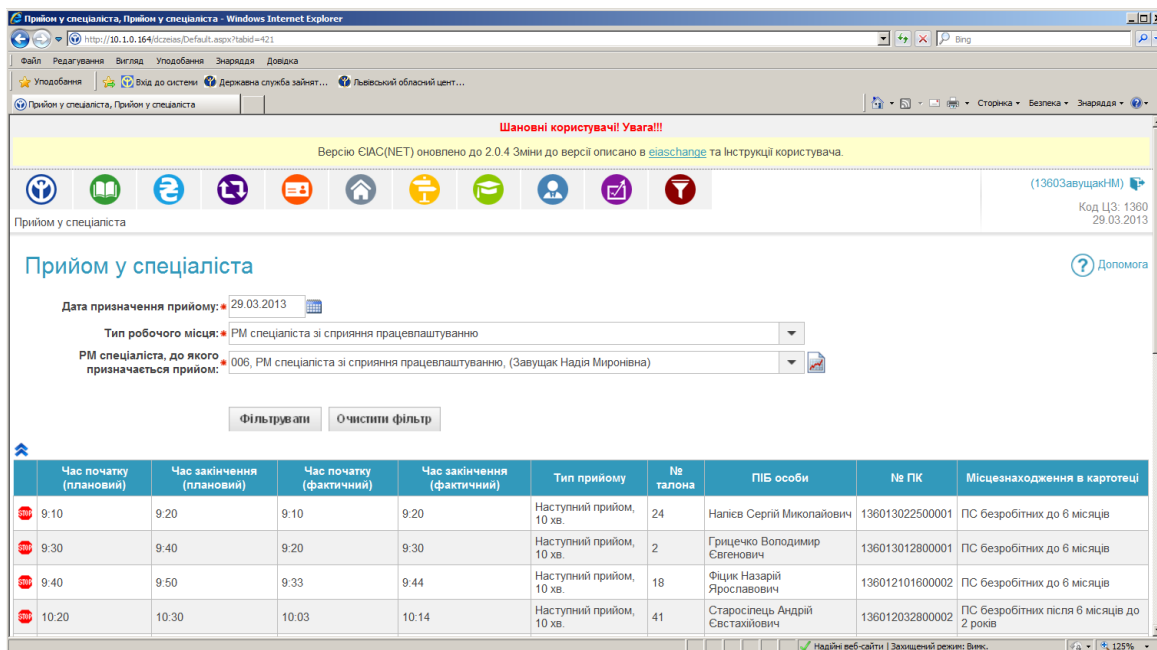 Прийом у спеціаліста, Прийом у спеціаліста - Windows Internet Explorer
http://10.1.0.164/dczeias/Default.aspx?tabid=421
Bing
Файл Редагування Вигляд Уподобання Знаряддя Довідка
Уподобання Вхід до системи Державна служба зайнят... Львівський обласний цент...
Прийом у спеціаліста, Прийом у спеціаліста
Сторінка Безпека Знаряддя
Шановні користувачі! Увага!!!
Версію ЄІАС(NET) оновлено до 2.0.4 Зміни до версії описано в eiaschange та Інструкції користувача.
(1360ЗавущакНМ)
Код ЦЗ: 1360
29.03.2013
Прийом у спеціаліста
Прийом у спеціаліста
? Допомога
Дата призначення прийому:* 29.03.2013
Тип робочого місця:* РМ спеціаліста зі сприяння працевлаштуванню
РМ спеціаліста, до якого призначається прийом:* 006, РМ спеціаліста зі сприяння працевлаштуванню, (Завущак Надія Миронівна)
Фільтрувати Очистити фільтр
Час початку (плановий) Час закінчення (плановий) Час початку (фактичний) Час закінчення (фактичний) Тип прийому № талона ПІБ особи № ПК Місцезнаходження в картотеці
STOP 9:10 9:20 9:10 9:20 Наступний прийом, 10 хв. 24 Напієв Сергій Миколайович 136013022500001 ПС безробітних до 6 місяців
STOP 9:30 9:40 9:20 9:30 Наступний прийом, 10 хв. 2 Грицечко Володимир Євгенович 136013012800001 ПС безробітних до 6 місяців
STOP 9:40 9:50 9:33 9:44 Наступний прийом, 10 хв. 18 Фіцик Назарій Ярославович 136012101600002 ПС безробітних до 6 місяців
STOP 10:20 10:30 10:03 10:14 Наступний прийом, 10 хв. 41 Старосілець Андрій Євстахійович 136012032800002 ПС безробітних після 6 місяців до 2 років
Надійні веб-сайти | Захищений режим: Вимк.
125%